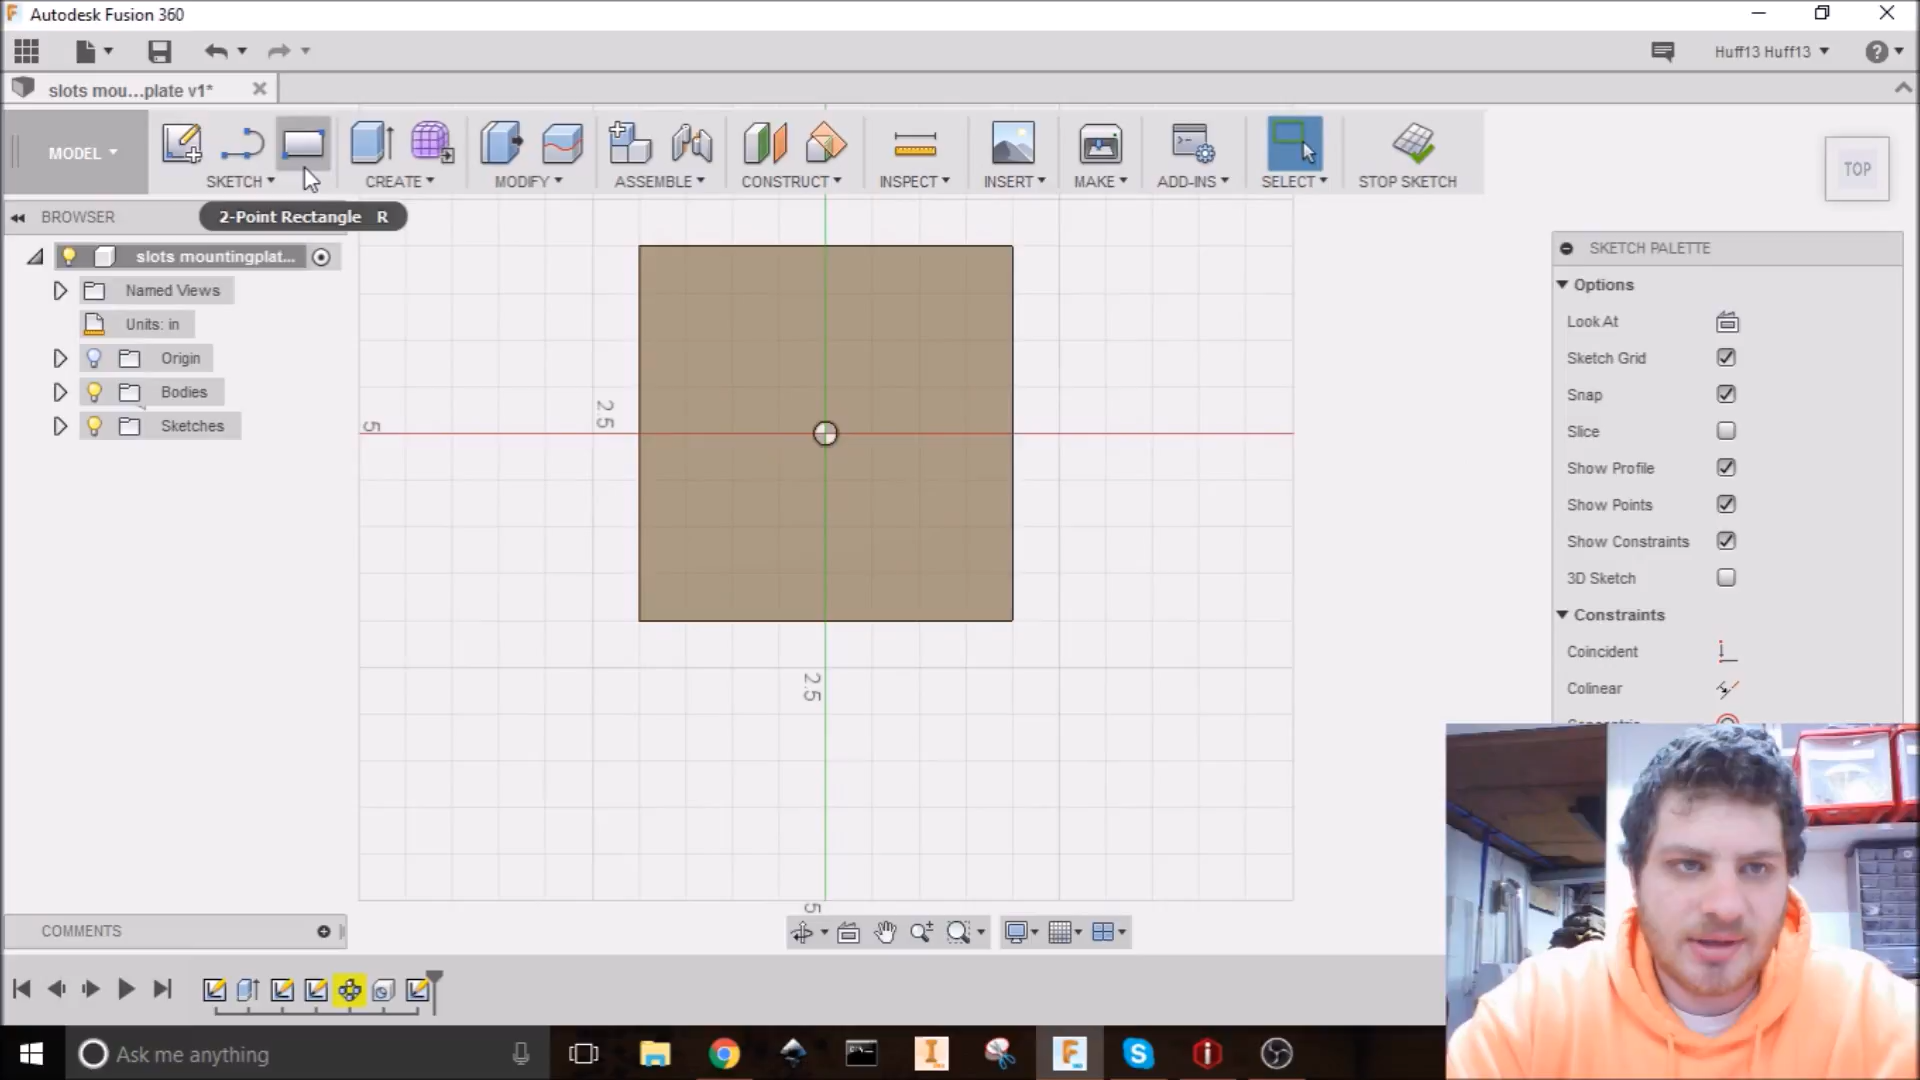 Autodesk Fusion 360
Huff13 Huff13
slots mou...plate v1*
MODEL
SKETCH
CREATE
MODIFY
ASSEMBLE
CONSTRUCT
INSPECT
INSERT
MAKE
ADD-INS
SELECT
STOP SKETCH
TOP
BROWSER
2-Point Rectangle R
slots mountingplat...
Named Views
Units: in
Origin
Bodies
Sketches
5
2.5
2.5
5
SKETCH PALETTE
Options
Look At
Sketch Grid
Snap
Slice
Show Profile
Show Points
Show Constraints
3D Sketch
Constraints
Coincident
Colinear
COMMENTS
Ask me anything